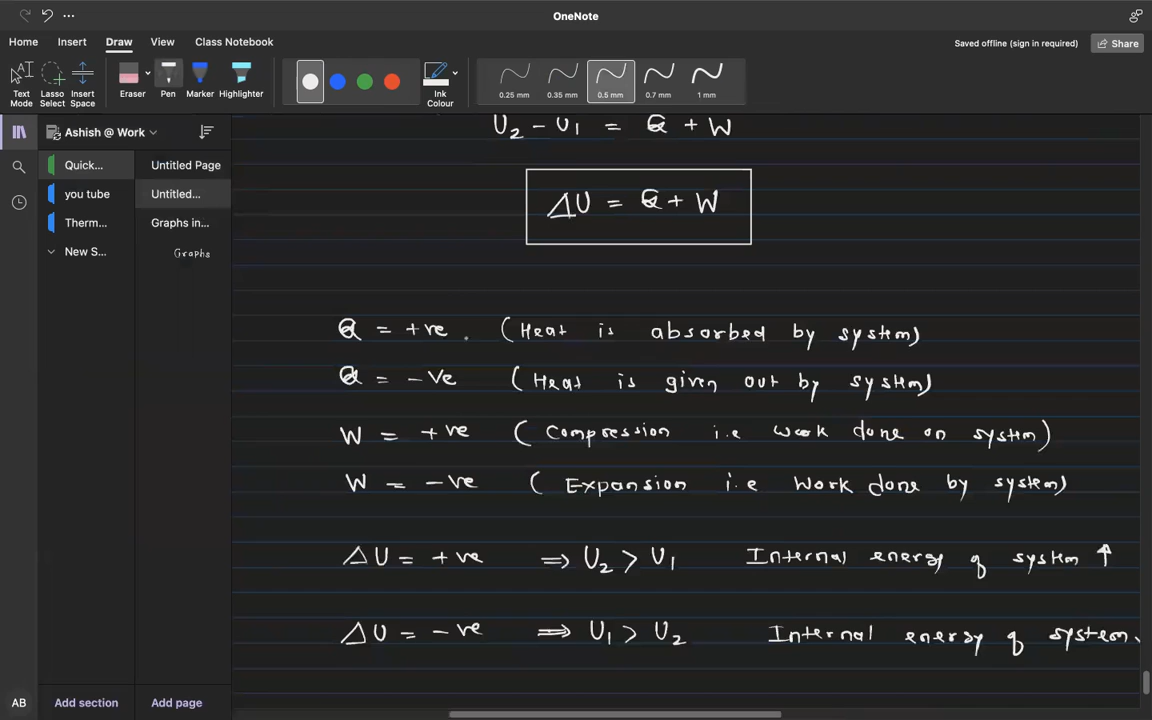 OneNote
Home Insert Draw View Class Notebook
Saved offline (sign in required) Share
Text Mode Lasso Select Insert Space Eraser Pen Marker Highlighter Ink Colour 0.25 mm 0.35 mm 0.5 mm 0.7 mm 1 mm
Ashish @ Work
Quick...
you tube
Therm...
New S...
Untitled Page
Untitled...
Graphs in...
Graphs
U₂ − U₁ = Q + W
ΔU = Q + W
Q = +ve . (Heat is absorbed by system)
Q = −Ve (Heat is given out by system)
W = +ve (Compression i.e work done on system)
W = −ve (Expansion i.e Work done by system)
ΔU = +ve ⟹ U₂ > U₁ Internal energy of system ↑
ΔU = −ve ⟹ U₁ > U₂ Internal energy of system
AB Add section Add page